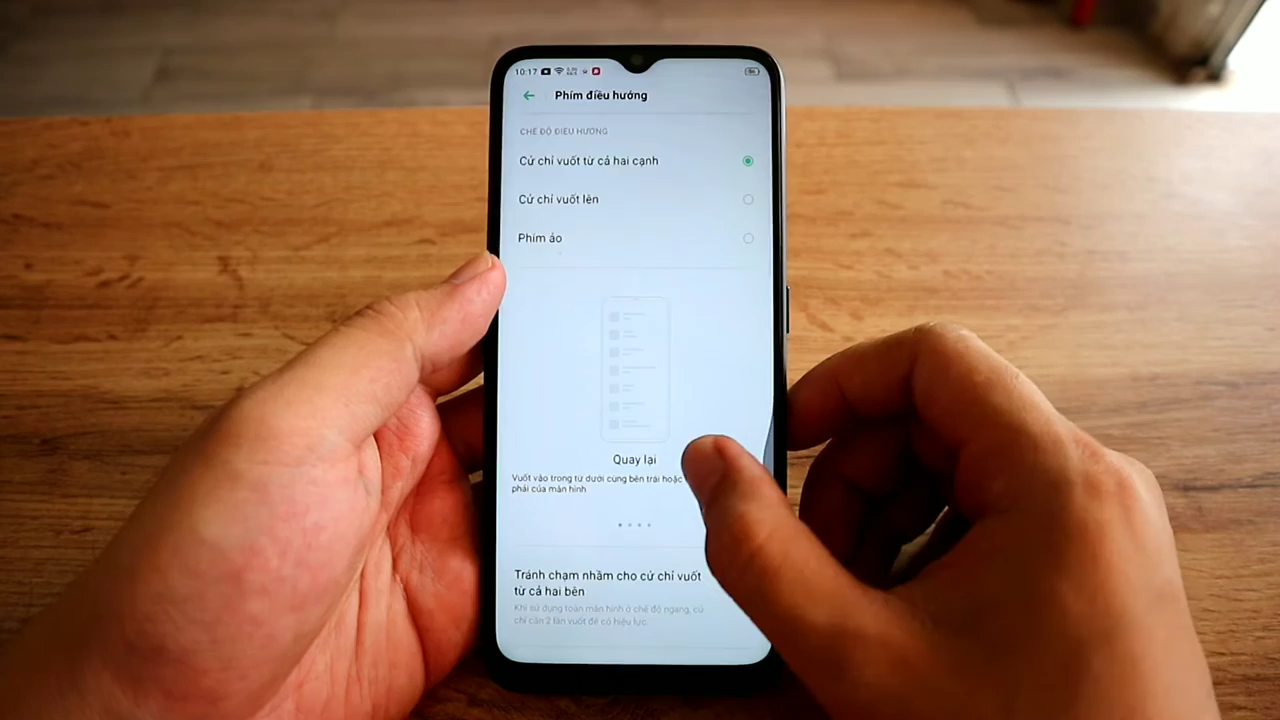 10:17
Phím điều hướng
CHẾ ĐỘ ĐIỀU HƯỚNG
Cử chỉ vuốt từ cả hai cạnh
Cử chỉ vuốt lên
Phím ảo
Quay lại
Vuốt vào trong từ dưới cùng bên trái hoặc
phải của màn hình
Tránh chạm nhầm cho cử chỉ vuốt
từ cả hai bên
Khi sử dụng toàn màn hình ở chế độ ngang, cử
chỉ cần 2 lần vuốt để có hiệu lực.